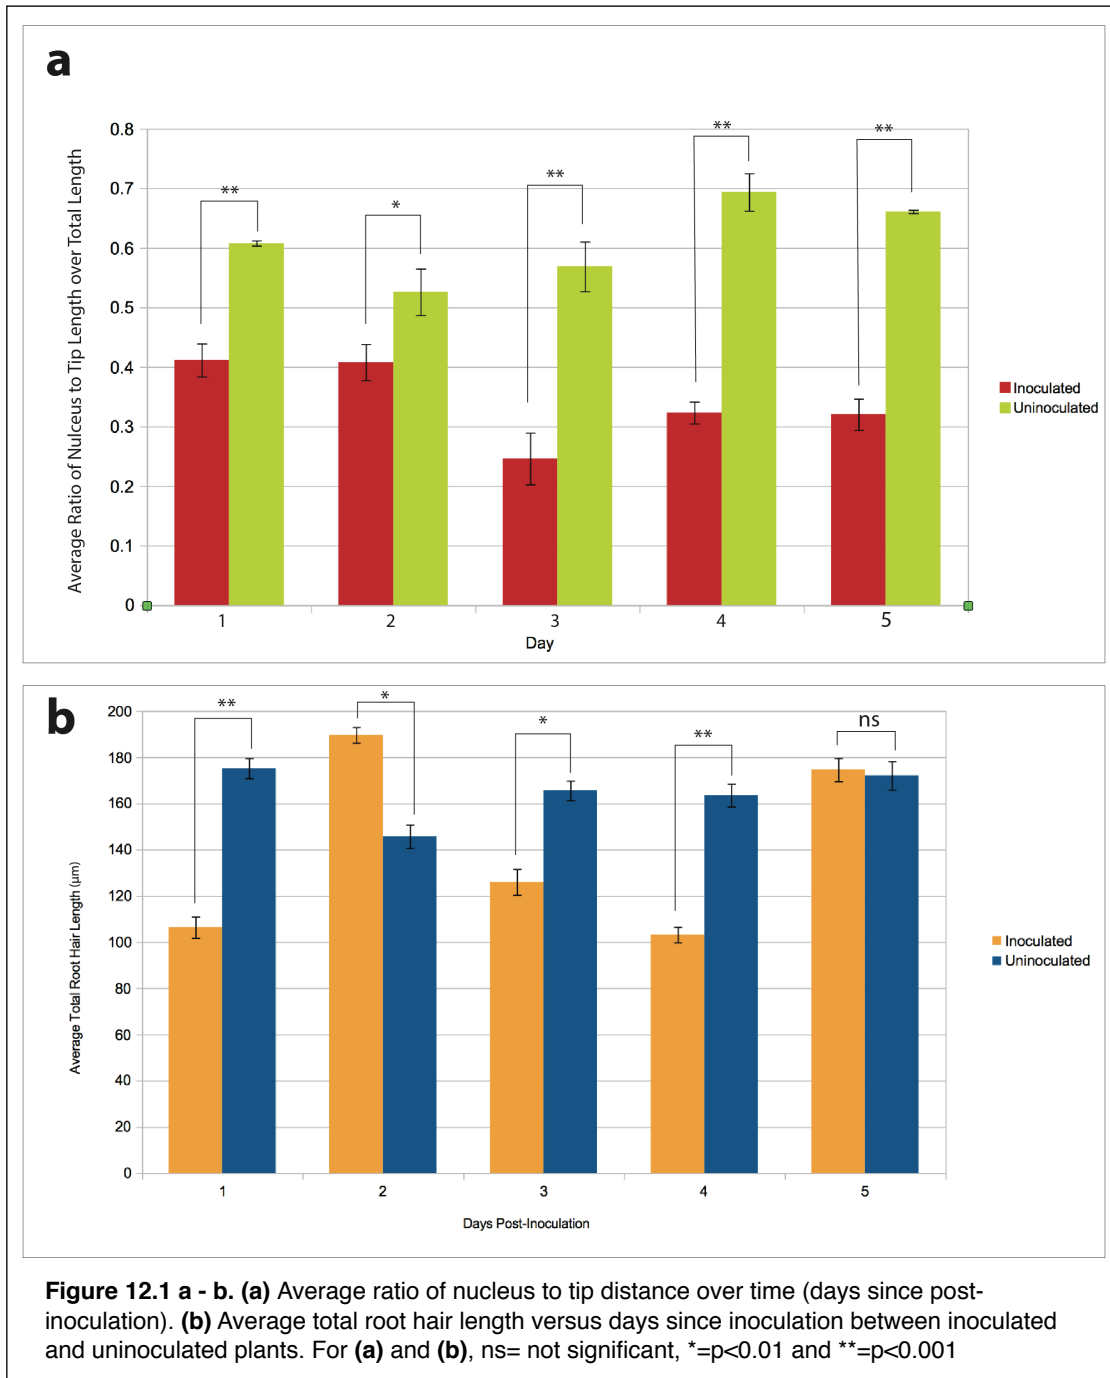 a
Average Ratio of Nulceus to Tip Length over Total Length
0.8
0.7
0.6
0.5
0.4
0.3
0.2
0.1
0
**
*
**
**
**
1 2 3 4 5
Day
Inoculated
Uninoculated
b
Average Total Root Hair Length (µm)
200
180
160
140
120
100
80
60
40
20
0
**
*
*
**
ns
1 2 3 4 5
Days Post-Inoculation
Inoculated
Uninoculated
Figure 12.1 a - b. (a) Average ratio of nucleus to tip distance over time (days since post-
inoculation). (b) Average total root hair length versus days since inoculation between inoculated
and uninoculated plants. For (a) and (b), ns= not significant, *=p<0.01 and **=p<0.001